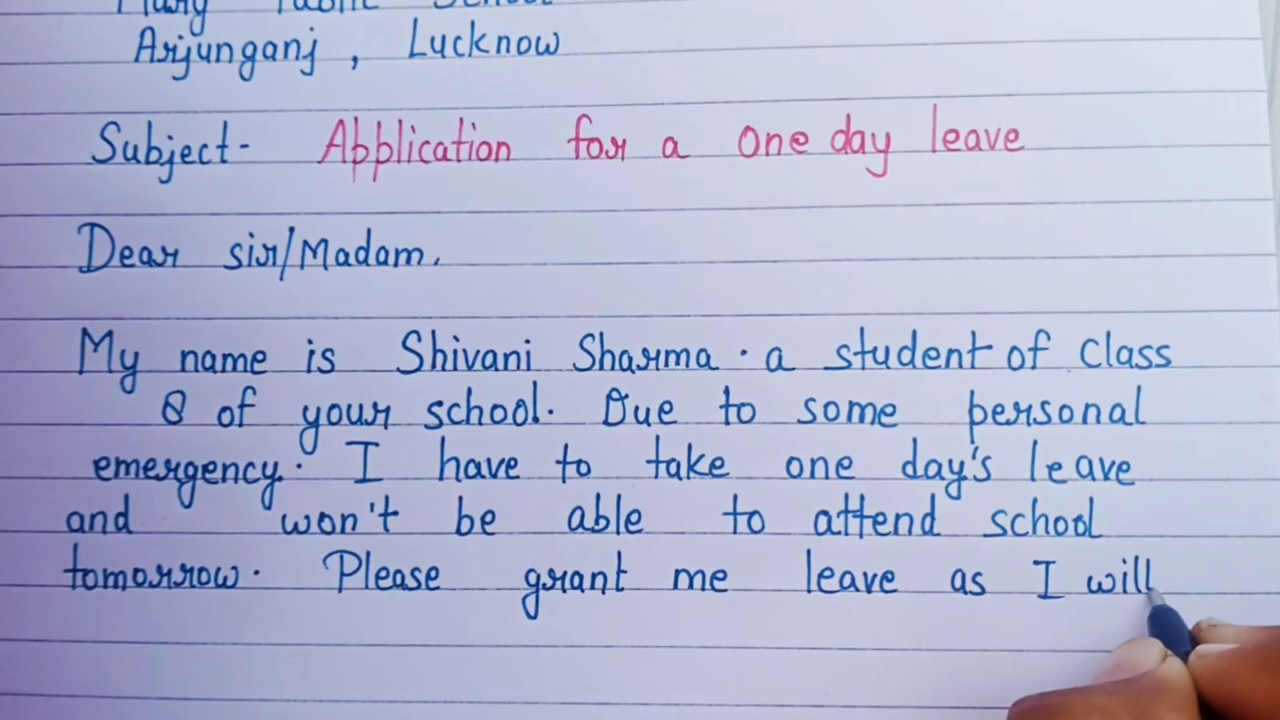 Public School
Arjunganj, Lucknow
Subject- Application for a one day leave
Dear sir/Madam.
My name is Shivani Sharma. a student of Class
8 of your school. Due to some personal
emergency. I have to take one day's leave
and won't be able to attend school
tomorrow. Please grant me leave as I will